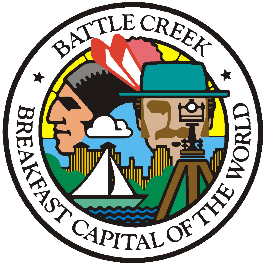 BATTLE CREEK
BREAKFAST CAPITAL OF THE WORLD